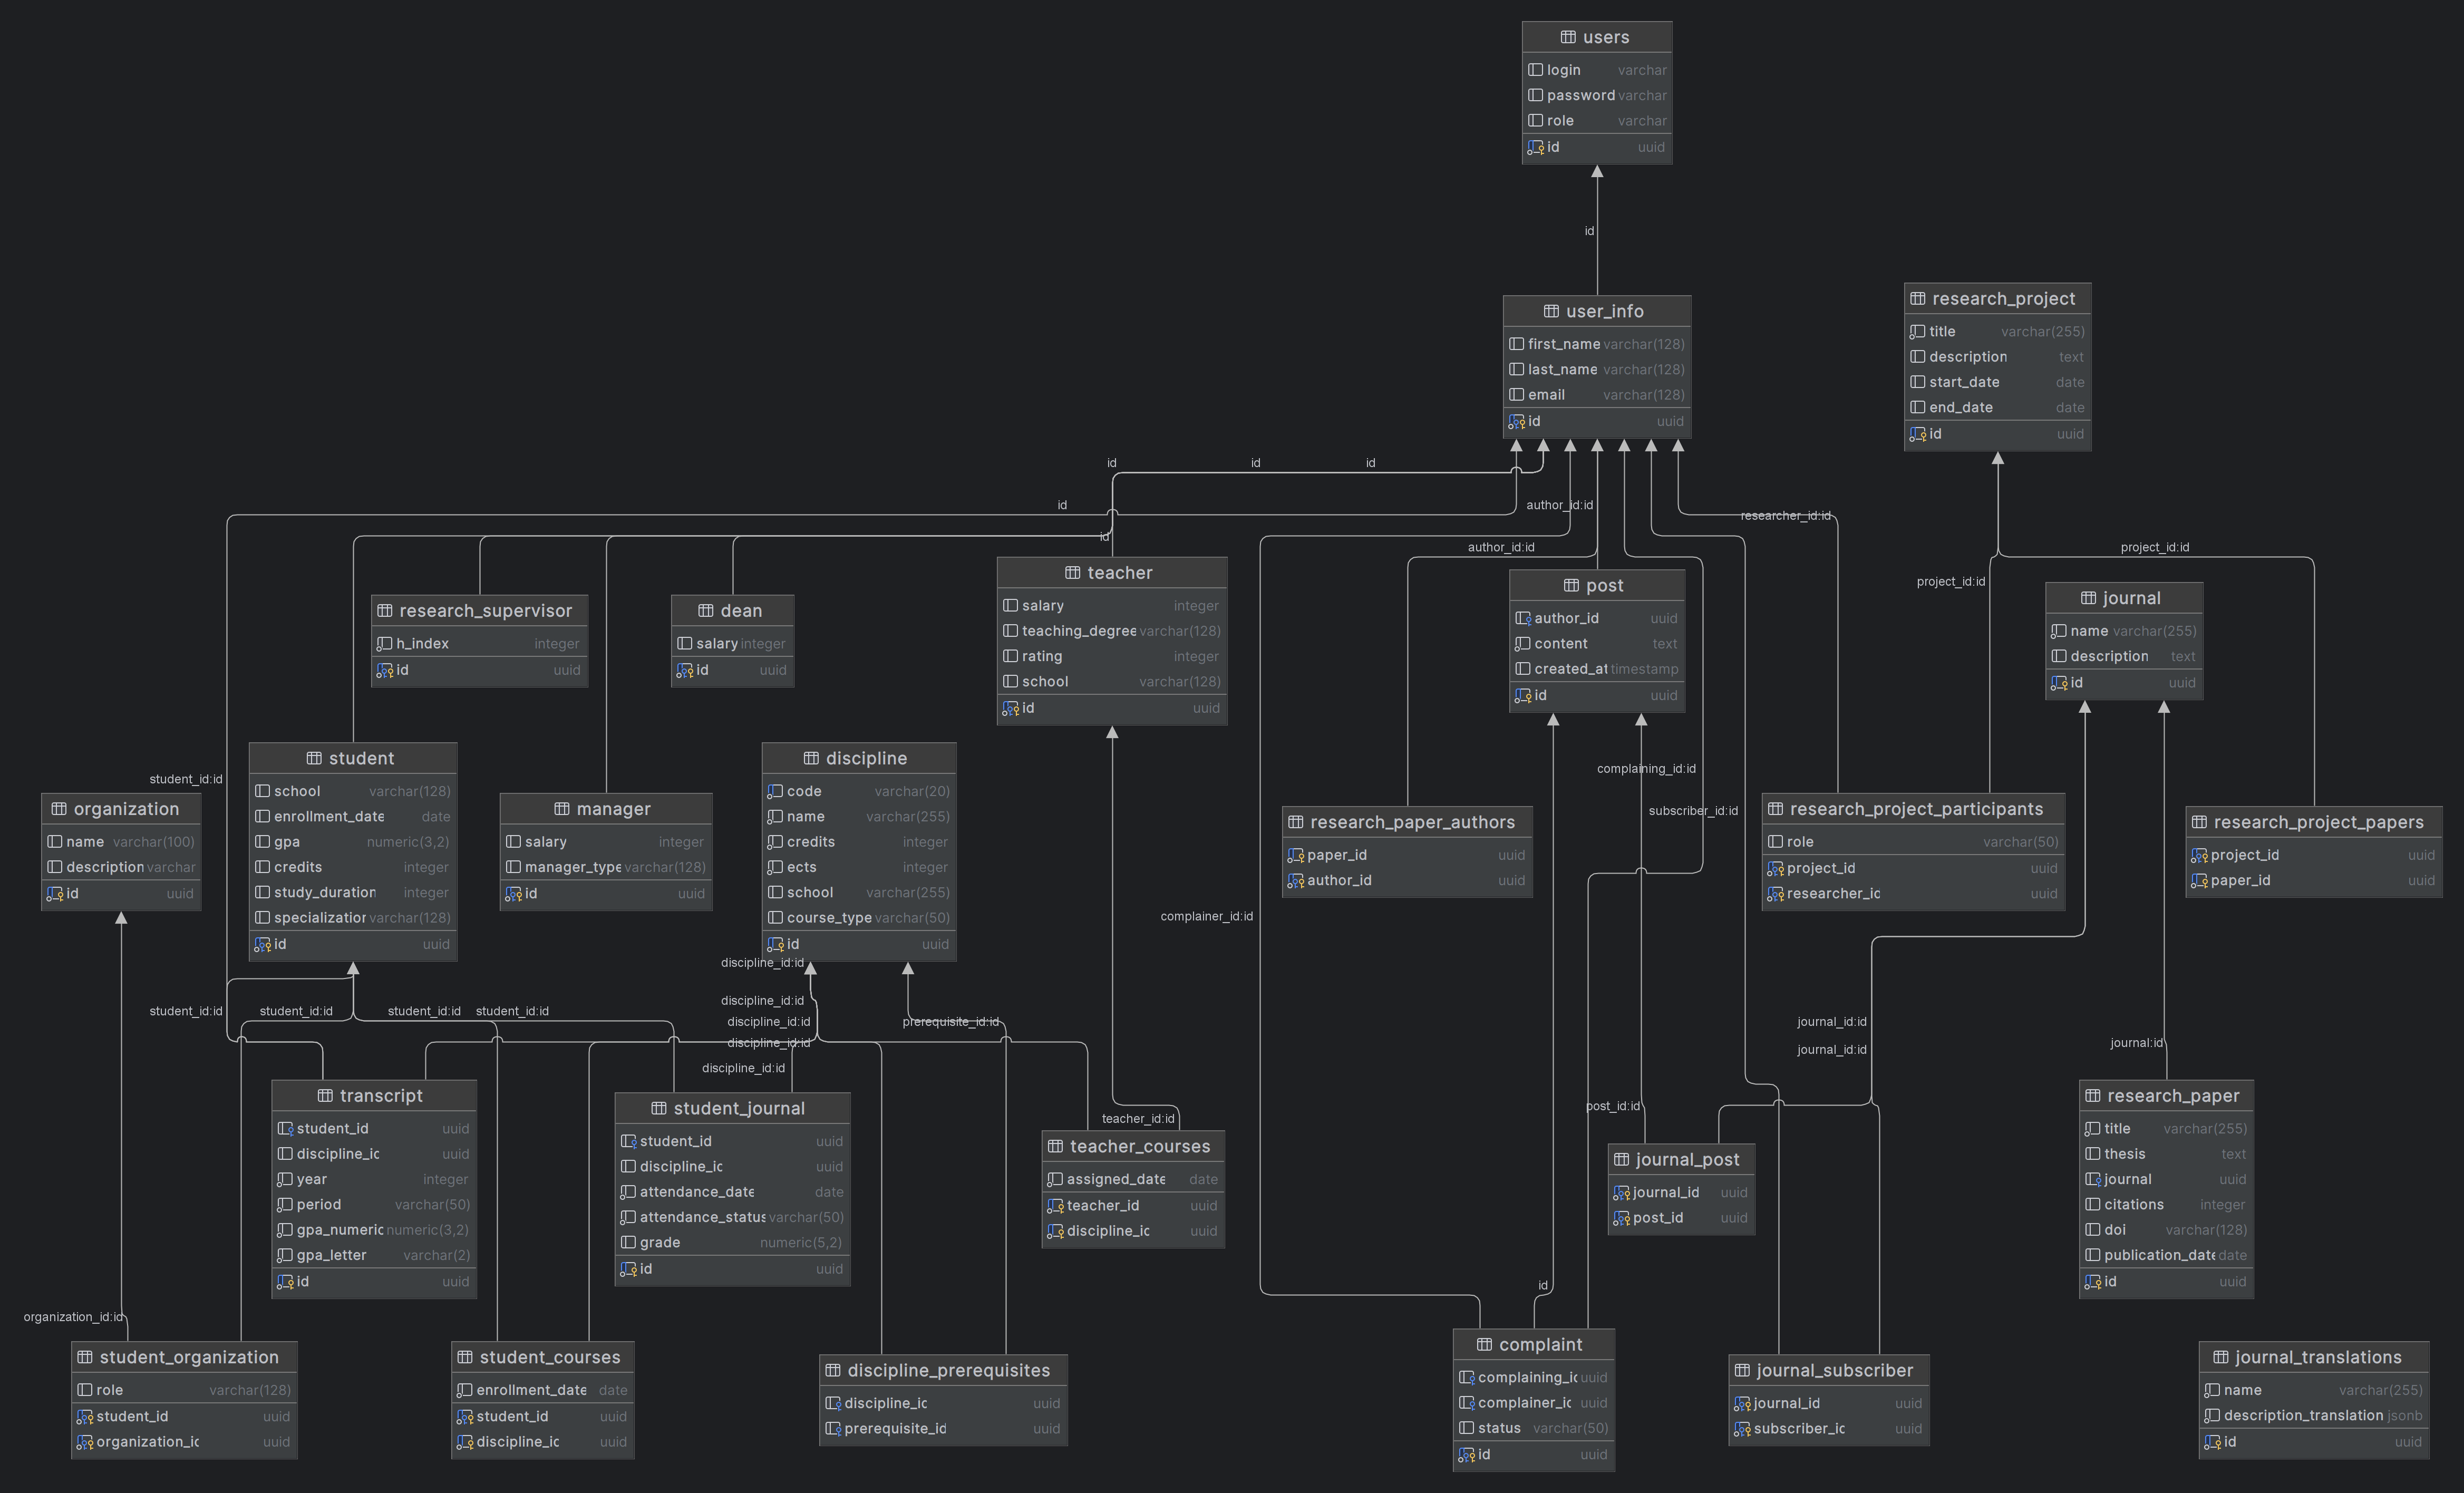 users
login varchar
password varchar
role varchar
id uuid
id
user_info
first_name varchar(128)
last_name varchar(128)
email varchar(128)
id uuid
research_project
title varchar(255)
description text
start_date date
end_date date
id uuid
id
id
id
id
author_id:id
researcher_id:id
id
author_id:id
project_id:id
project_id:id
teacher
salary integer
teaching_degree varchar(128)
rating integer
school varchar(128)
id uuid
post
author_id uuid
content text
created_at timestamp
id uuid
journal
name varchar(255)
description text
id uuid
research_supervisor
h_index integer
id uuid
dean
salary integer
id uuid
student_id:id
complaining_id:id
subscriber_id:id
student
school varchar(128)
enrollment_date date
gpa numeric(3,2)
credits integer
study_duration integer
specialization varchar(128)
id uuid
discipline
code varchar(20)
name varchar(255)
credits integer
ects integer
school varchar(255)
course_type varchar(50)
id uuid
organization
name varchar(100)
description varchar
id uuid
manager
salary integer
manager_type varchar(128)
id uuid
research_paper_authors
paper_id uuid
author_id uuid
research_project_participants
role varchar(50)
project_id uuid
researcher_ic uuid
research_project_papers
project_id uuid
paper_id uuid
complainer_id:id
discipline_id:id
discipline_id:id
student_id:id
student_id:id
student_id:id
student_id:id
discipline_id:id
prerequisite_id:id
discipline_id:id
discipline_id:id
journal_id:id
journal_id:id
journal:id
transcript
student_id uuid
discipline_ic uuid
year integer
period varchar(50)
gpa_numeric numeric(3,2)
gpa_letter varchar(2)
id uuid
student_journal
student_id uuid
discipline_ic uuid
attendance_date date
attendance_status varchar(50)
grade numeric(5,2)
id uuid
teacher_id:id
teacher_courses
assigned_date date
teacher_id uuid
discipline_ic uuid
post_id:id
journal_post
journal_id uuid
post_id uuid
research_paper
title varchar(255)
thesis text
journal uuid
citations integer
doi varchar(128)
publication_date date
id uuid
id
organization_id:id
student_organization
role varchar(128)
student_id uuid
organization_ic uuid
student_courses
enrollment_date date
student_id uuid
discipline_ic uuid
discipline_prerequisites
discipline_ic uuid
prerequisite_id uuid
complaint
complaining_ic uuid
complainer_ic uuid
status varchar(50)
id uuid
journal_subscriber
journal_id uuid
subscriber_ic uuid
journal_translations
name varchar(255)
description_translation jsonb
id uuid